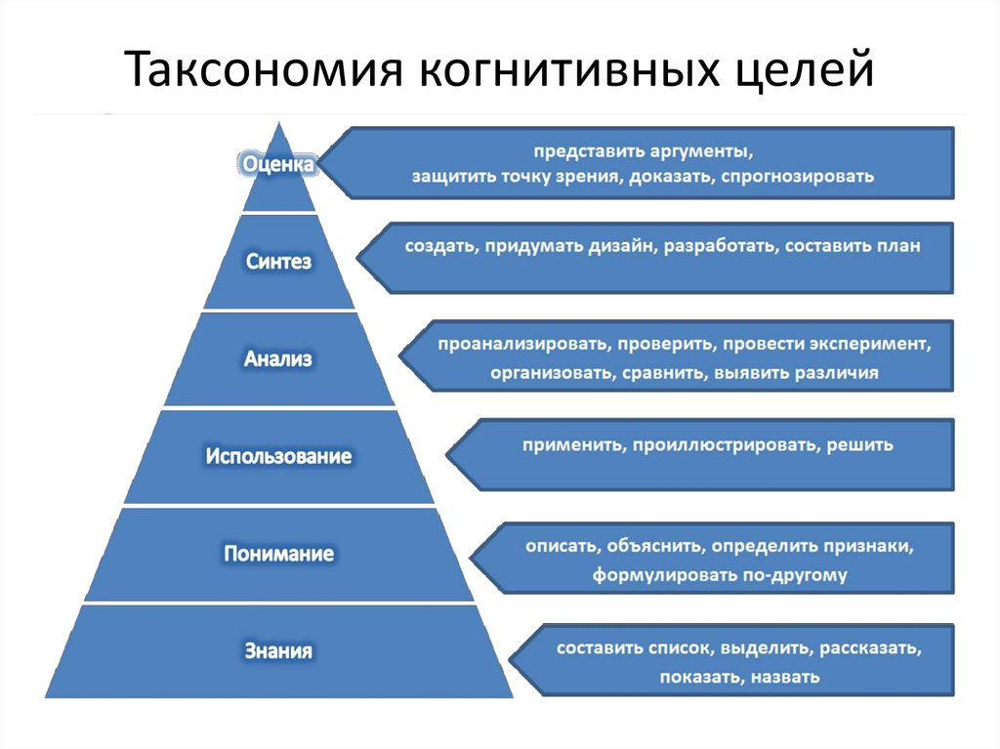 Таксономия когнитивных целей
Оценка
представить аргументы,
защитить точку зрения, доказать, спрогнозировать
Синтез
создать, придумать дизайн, разработать, составить план
Анализ
проанализировать, проверить, провести эксперимент,
организовать, сравнить, выявить различия
Использование
применить, проиллюстрировать, решить
Понимание
описать, объяснить, определить признаки,
формулировать по-другому
Знания
составить список, выделить, рассказать,
показать, назвать